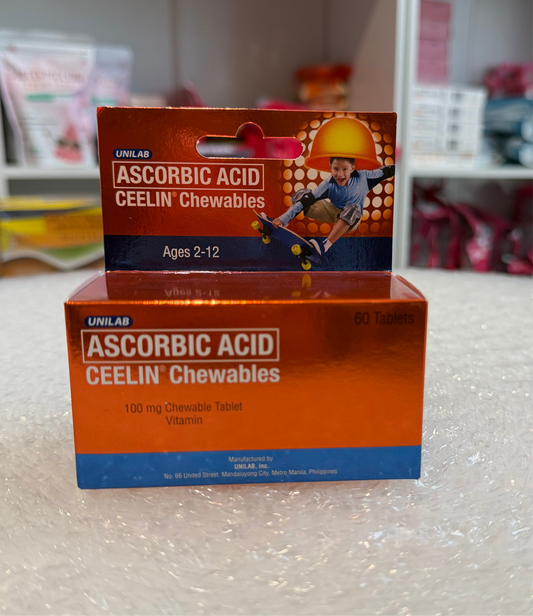 UNILAB
ASCORBIC ACID
CEELIN® Chewables
Ages 2-12
UNILAB
60 Tablets
ASCORBIC ACID
CEELIN® Chewables
100 mg Chewable Tablet
Vitamin
Manufactured by
UNILAB, Inc.
No. 66 United Street, Mandaluyong City, Metro Manila, Philippines